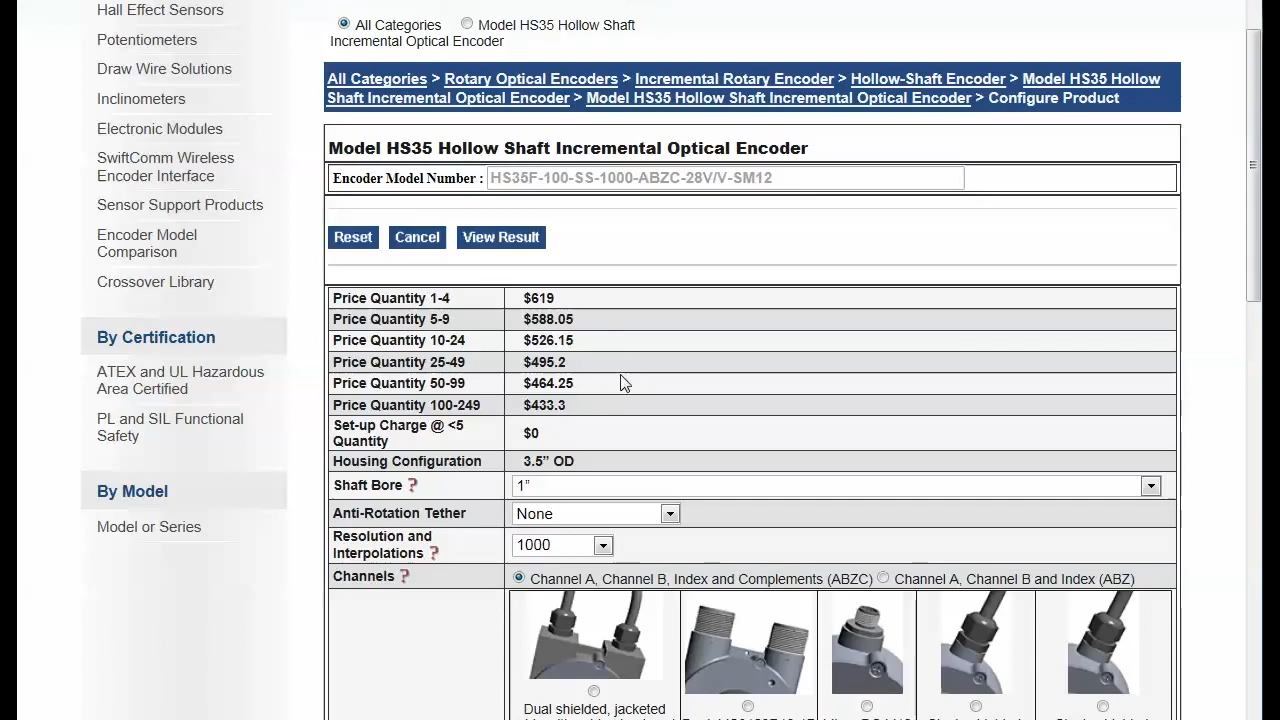 Hall Effect Sensors
Potentiometers
Draw Wire Solutions
Inclinometers
Electronic Modules
SwiftComm Wireless
Encoder Interface
Sensor Support Products
Encoder Model
Comparison
Crossover Library
By Certification
ATEX and UL Hazardous
Area Certified
PL and SIL Functional
Safety
By Model
Model or Series
All Categories Model HS35 Hollow Shaft
Incremental Optical Encoder
All Categories > Rotary Optical Encoders > Incremental Rotary Encoder > Hollow-Shaft Encoder > Model HS35 Hollow
Shaft Incremental Optical Encoder > Model HS35 Hollow Shaft Incremental Optical Encoder > Configure Product
Model HS35 Hollow Shaft Incremental Optical Encoder
Encoder Model Number : HS35F-100-SS-1000-ABZC-28V/V-SM12
Reset Cancel View Result
Price Quantity 1-4 $619
Price Quantity 5-9 $588.05
Price Quantity 10-24 $526.15
Price Quantity 25-49 $495.2
Price Quantity 50-99 $464.25
Price Quantity 100-249 $433.3
Set-up Charge @ <5
Quantity $0
Housing Configuration 3.5” OD
Shaft Bore ? 1”
Anti-Rotation Tether None
Resolution and
Interpolations ? 1000
Channels ? Channel A, Channel B, Index and Complements (ABZC) Channel A, Channel B and Index (ABZ)
Dual shielded, jacketed